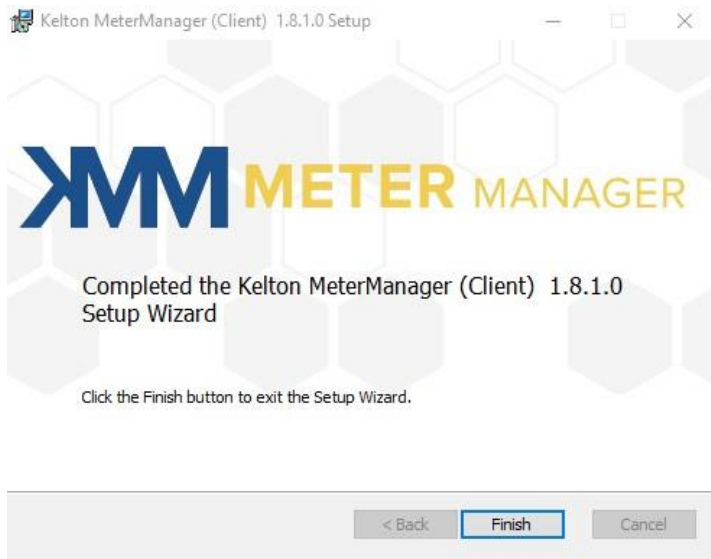 Kelton MeterManager (Client) 1.8.1.0 Setup
KMM METER MANAGER
Completed the Kelton MeterManager (Client) 1.8.1.0
Setup Wizard
Click the Finish button to exit the Setup Wizard.
< Back Finish Cancel